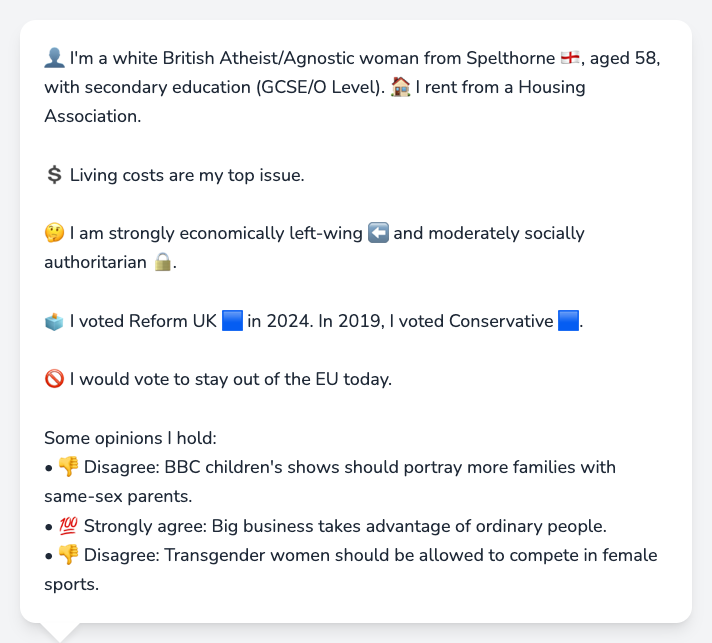 👤 I'm a white British Atheist/Agnostic woman from Spelthorne 🏴󠁧󠁢󠁥󠁮󠁧󠁿, aged 58,
with secondary education (GCSE/O Level). 🏠 I rent from a Housing
Association.
💲 Living costs are my top issue.
🤔 I am strongly economically left-wing ⬅️ and moderately socially
authoritarian 🔒.
🗳️ I voted Reform UK 🟦 in 2024. In 2019, I voted Conservative 🟦.
🚫 I would vote to stay out of the EU today.
Some opinions I hold:
• 👎 Disagree: BBC children's shows should portray more families with
same-sex parents.
• 💯 Strongly agree: Big business takes advantage of ordinary people.
• 👎 Disagree: Transgender women should be allowed to compete in female
sports.